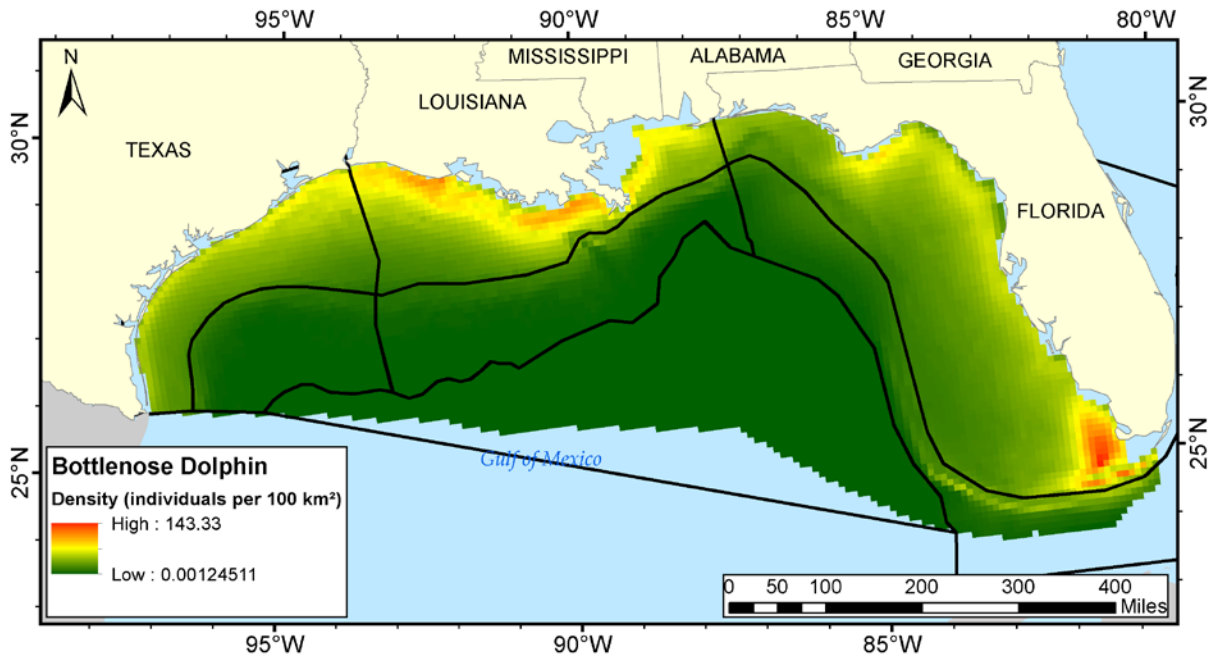 95°W 90°W 85°W 80°W
N
MISSISSIPPI ALABAMA GEORGIA
LOUISIANA
TEXAS
FLORIDA
30°N 30°N
25°N 25°N
Gulf of Mexico
Bottlenose Dolphin
Density (individuals per 100 km²)
High : 143.33
Low : 0.00124511
0 50 100 200 300 400
Miles
95°W 90°W 85°W